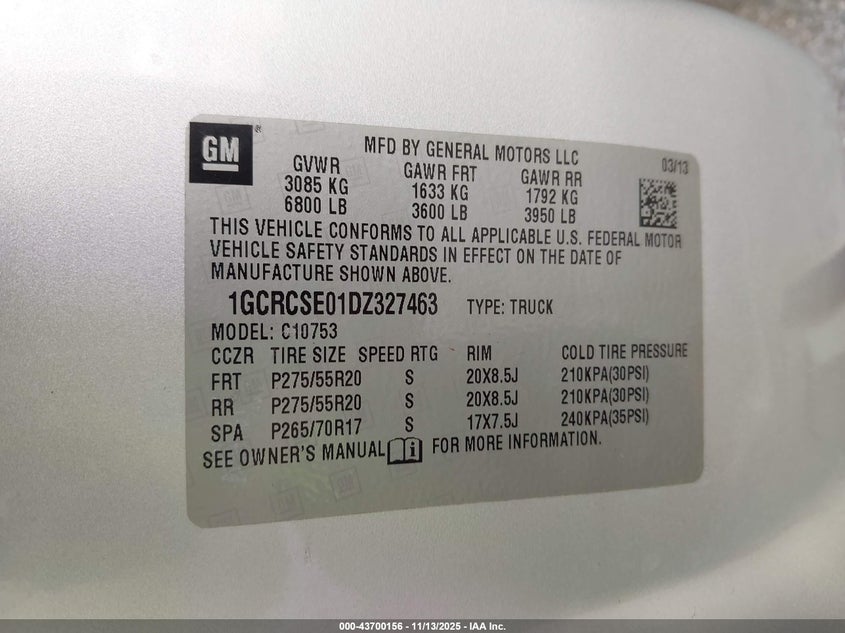 GM ®
MFD BY GENERAL MOTORS LLC 03/13
GVWR GAWR FRT GAWR RR
3085 KG 1633 KG 1792 KG
6800 LB 3600 LB 3950 LB
THIS VEHICLE CONFORMS TO ALL APPLICABLE U.S. FEDERAL MOTOR
VEHICLE SAFETY STANDARDS IN EFFECT ON THE DATE OF
MANUFACTURE SHOWN ABOVE.
1GCRCSE01DZ327463 TYPE: TRUCK
MODEL: C10753
CCZR TIRE SIZE SPEED RTG RIM COLD TIRE PRESSURE
FRT P275/55R20 S 20X8.5J 210KPA(30PSI)
RR P275/55R20 S 20X8.5J 210KPA(30PSI)
SPA P265/70R17 S 17X7.5J 240KPA(35PSI)
SEE OWNER'S MANUAL i FOR MORE INFORMATION.
000-43700156 - 11/13/2025 - IAA Inc.